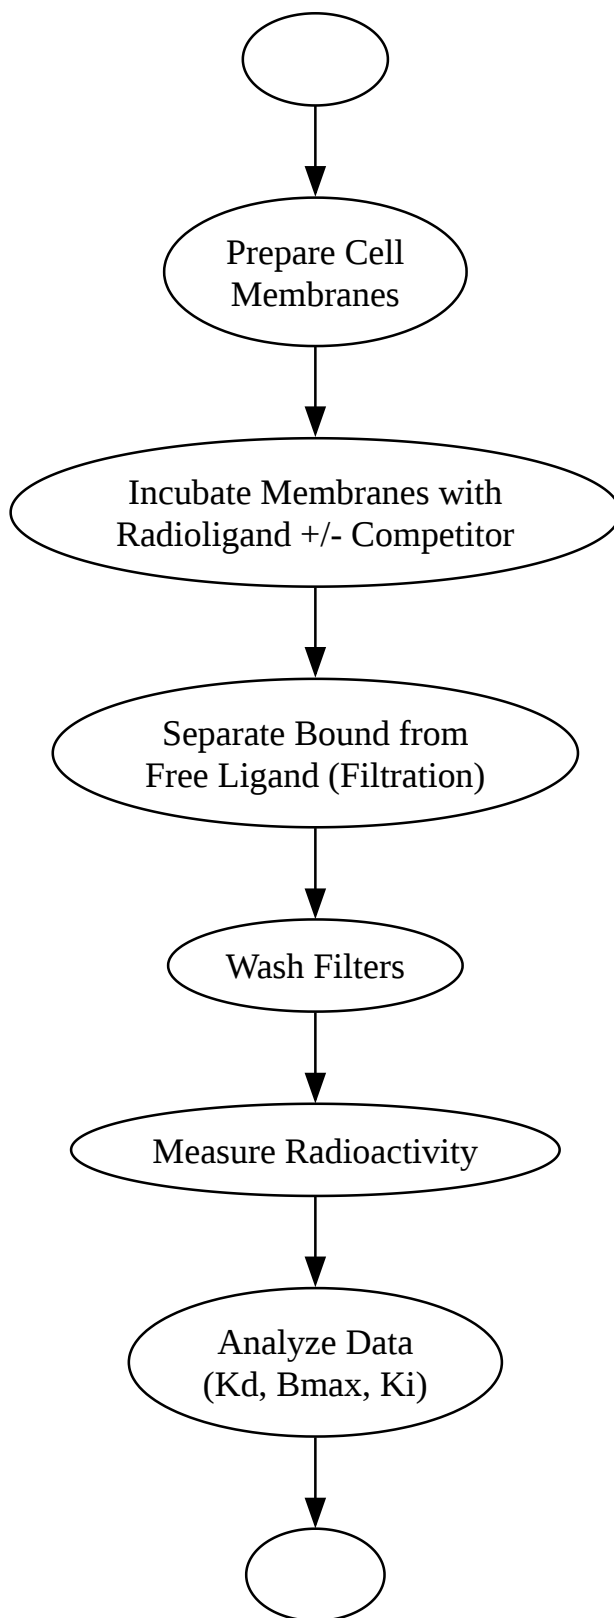 Prepare Cell
Membranes
Incubate Membranes with
Radioligand +/- Competitor
Separate Bound from
Free Ligand (Filtration)
Wash Filters
Measure Radioactivity
Analyze Data
(Kd, Bmax, Ki)